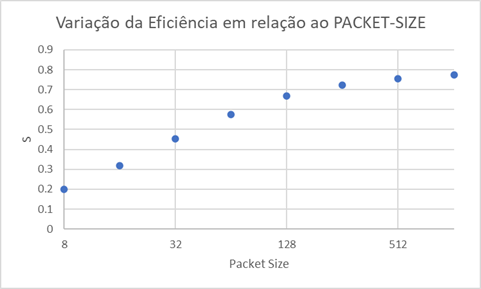 Variação da Eficiência em relação ao PACKET-SIZE
0.9
0.8
0.7
0.6
0.5
0.4
0.3
0.2
0.1
0
S
8 32 128 512
Packet Size